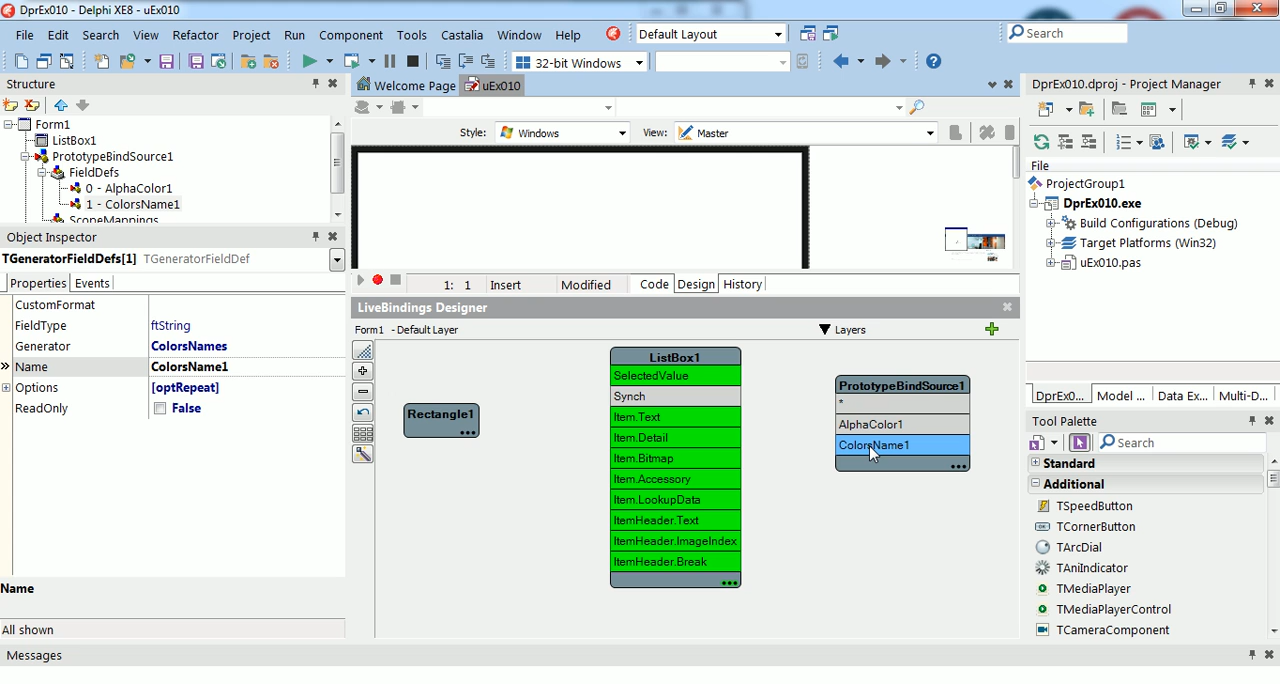 DprEx010 - Delphi XE8 - uEx010
File Edit Search View Refactor Project Run Component Tools Castalia Window Help
Default Layout
Search
32-bit Windows
Structure
Welcome Page uEx010
DprEx010.dproj - Project Manager
Form1
ListBox1
PrototypeBindSource1
FieldDefs
0 - AlphaColor1
1 - ColorsName1
ScopeMappings
Style: Windows View: Master
File
ProjectGroup1
DprEx010.exe
Build Configurations (Debug)
Target Platforms (Win32)
uEx010.pas
Object Inspector
TGeneratorFieldDefs[1] TGeneratorFieldDef
Properties Events
CustomFormat
FieldType ftString
Generator ColorsNames
Name ColorsName1
Options [optRepeat]
ReadOnly False
Name
All shown
1: 1 Insert Modified Code Design History
LiveBindings Designer
Form1 - Default Layer
Layers
Rectangle1
ListBox1
SelectedValue
Synch
Item.Text
Item.Detail
Item.Bitmap
Item.Accessory
Item.LookupData
ItemHeader.Text
ItemHeader.ImageIndex
ItemHeader.Break
PrototypeBindSource1
*
AlphaColor1
ColorsName1
DprEx0... Model ... Data Ex... Multi-D...
Tool Palette
Search
Standard
Additional
TSpeedButton
TCornerButton
TArcDial
TAniIndicator
TMediaPlayer
TMediaPlayerControl
TCameraComponent
Messages